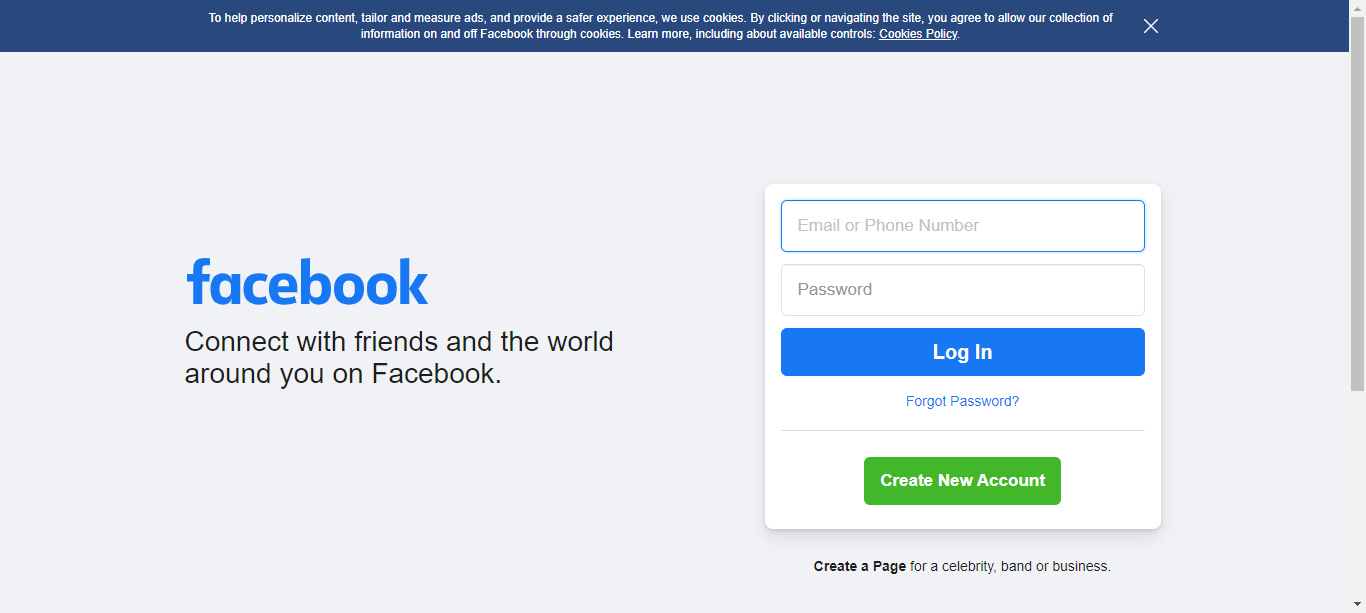 To help personalize content, tailor and measure ads, and provide a safer experience, we use cookies. By clicking or navigating the site, you agree to allow our collection of
information on and off Facebook through cookies. Learn more, including about available controls: Cookies Policy.
facebook
Connect with friends and the world
around you on Facebook.
Email or Phone Number
Password
Log In
Forgot Password?
Create New Account
Create a Page for a celebrity, band or business.